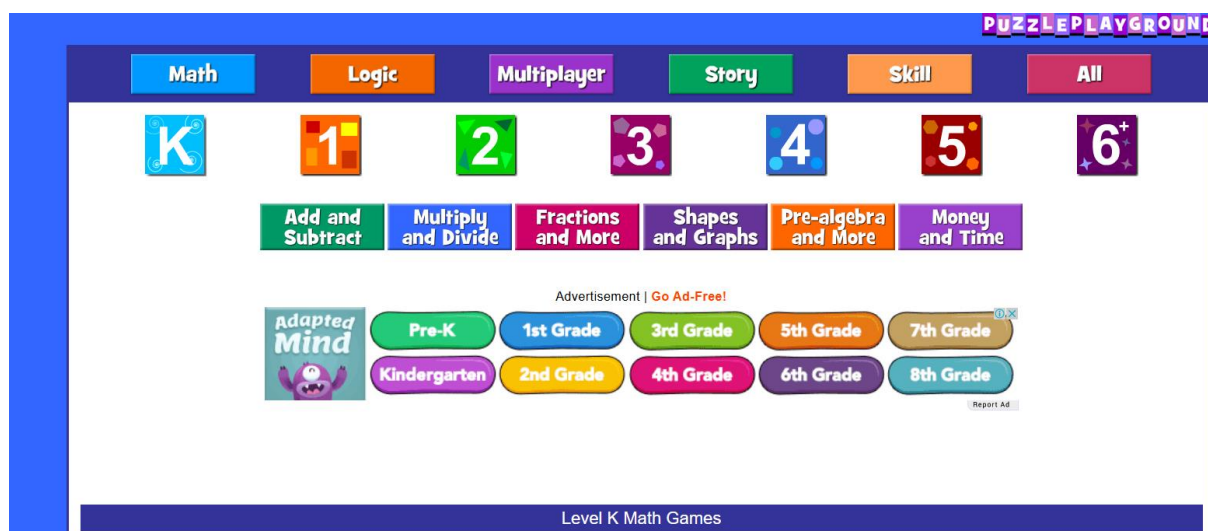 PUZZLEPLAYGROUND
Math Logic Multiplayer Story Skill All
K 1 2 3 4 5 6+
Add and Subtract
Multiply and Divide
Fractions and More
Shapes and Graphs
Pre-algebra and More
Money and Time
Advertisement | Go Ad-Free!
Adapted
Mind
Pre-K 1st Grade 3rd Grade 5th Grade 7th Grade
Kindergarten 2nd Grade 4th Grade 6th Grade 8th Grade
Report Ad
Level K Math Games